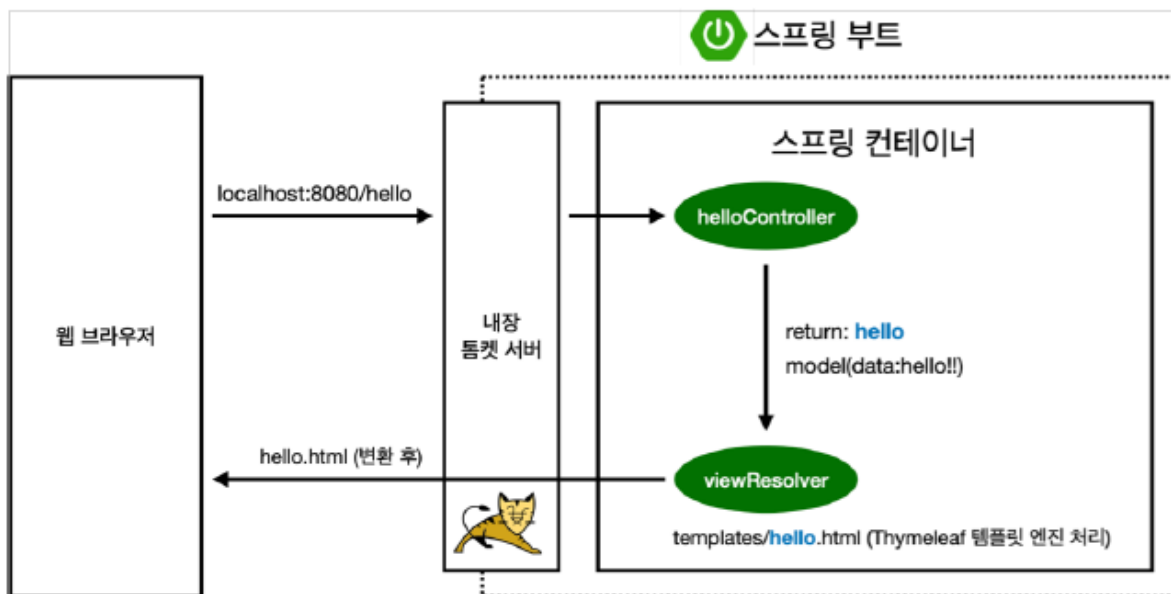 스프링 부트
스프링 컨테이너
localhost:8080/hello
helloController
웹 브라우저
내장
톰켓 서버
return: hello
model(data:hello!!)
hello.html (변환 후)
viewResolver
templates/hello.html (Thymeleaf 템플릿 엔진 처리)